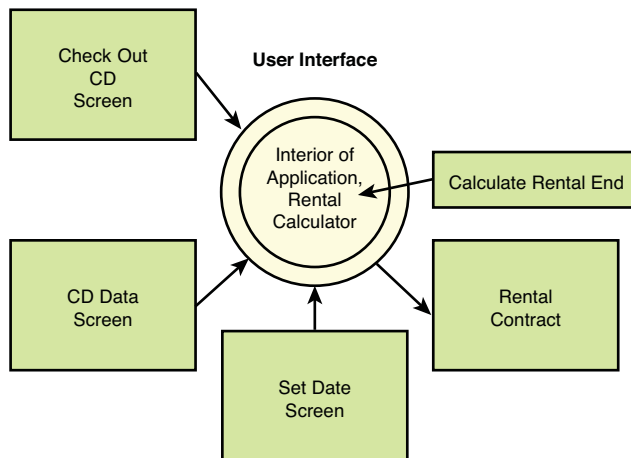 Check Out
CD
Screen
User Interface
Interior of
Application,
Rental
Calculator
Calculate Rental End
CD Data
Screen
Rental
Contract
Set Date
Screen